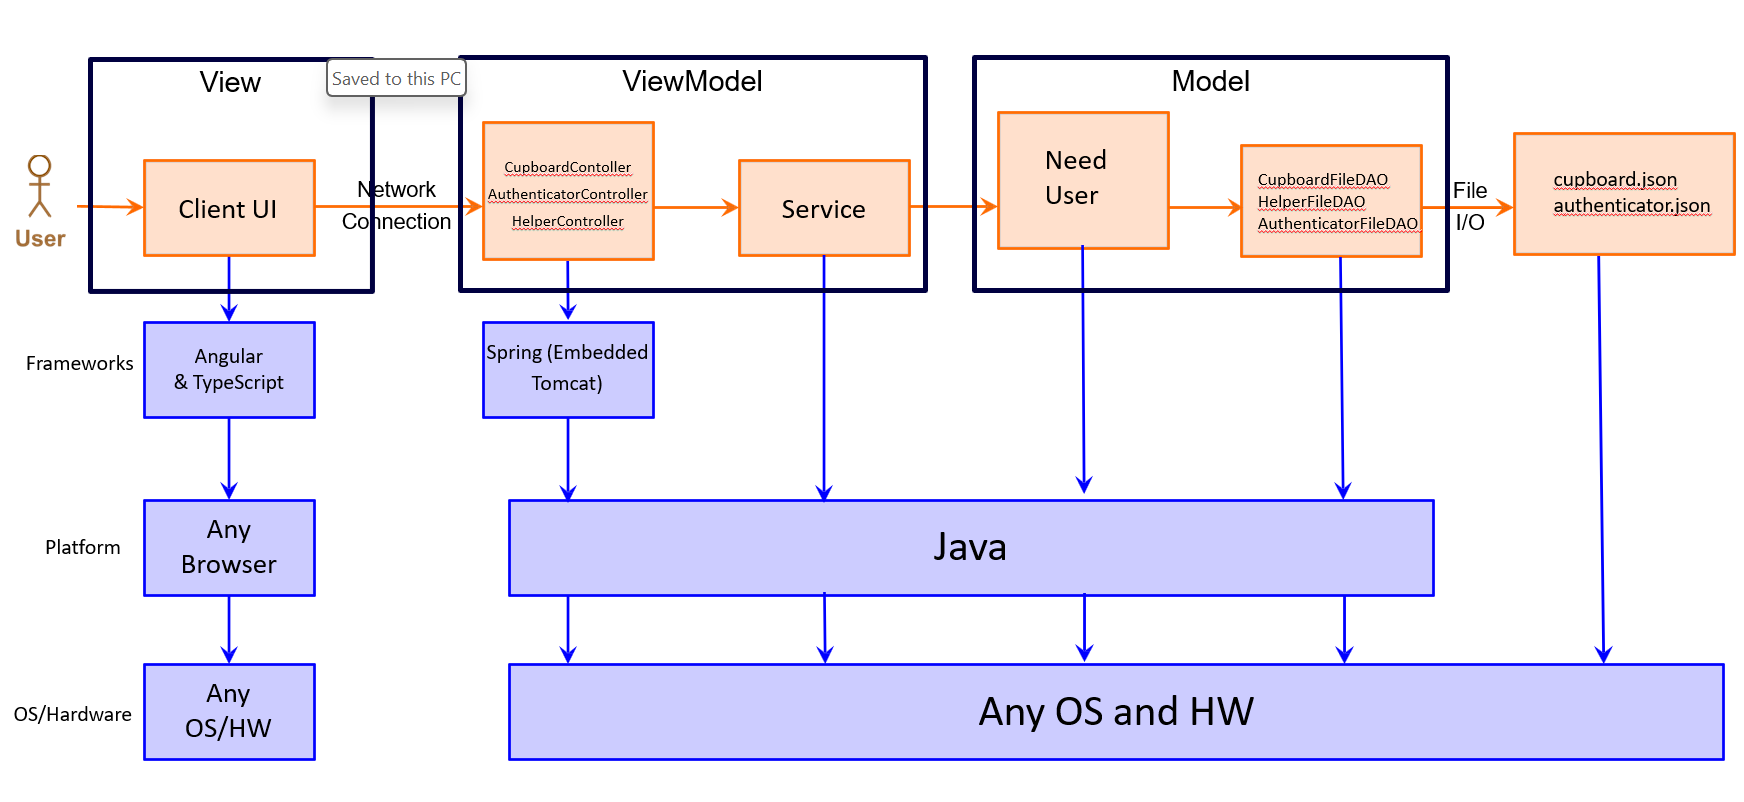 View
Saved to this PC
ViewModel
Model
User
Client UI
Network
Connection
CupboardContoller
AuthenticatorController
HelperController
Service
Need
User
CupboardFileDAO
HelperFileDAO
AuthenticatorFileDAO
File
I/O
cupboard.json
authenticator.json
Frameworks
Angular
& TypeScript
Spring (Embedded
Tomcat)
Platform
Any
Browser
Java
OS/Hardware
Any
OS/HW
Any OS and HW